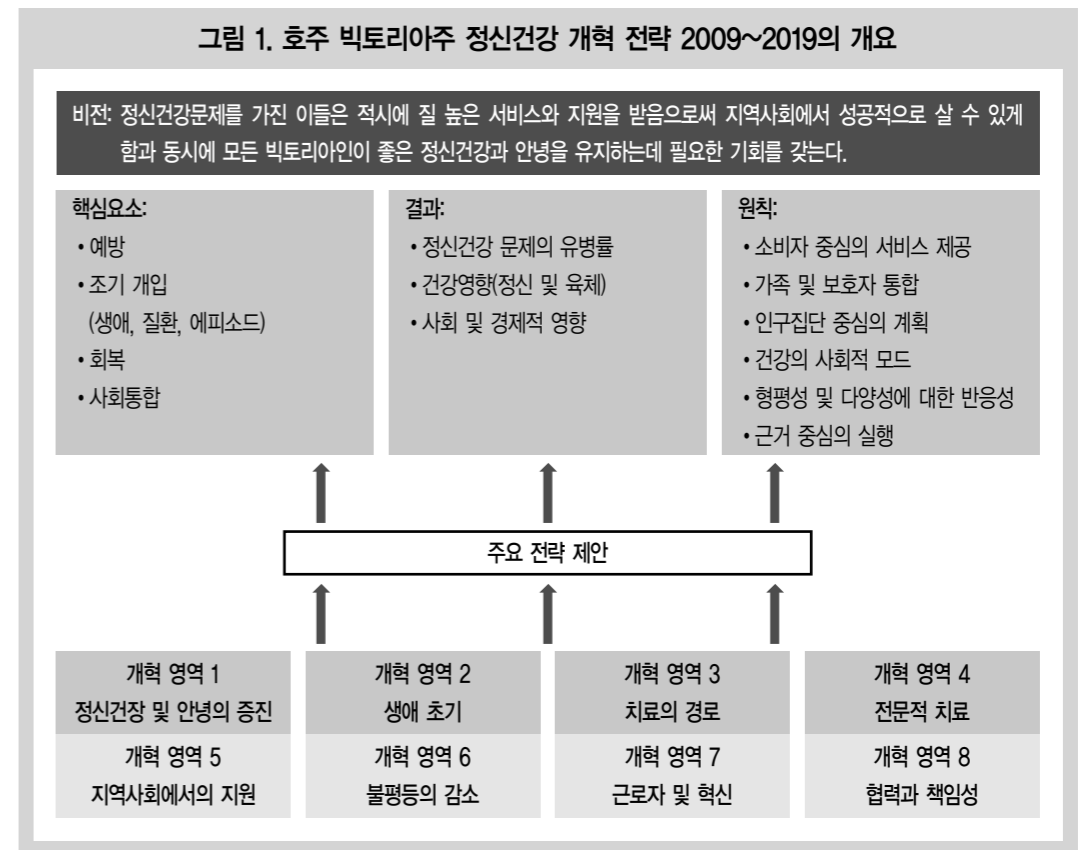 그림 1. 호주 빅토리아주 정신건강 개혁 전략 2009~2019의 개요
비전: 정신건강문제를 가진 이들은 적시에 질 높은 서비스와 지원을 받음으로써 지역사회에서 성공적으로 살 수 있게
함과 동시에 모든 빅토리아인이 좋은 정신건강과 안녕을 유지하는데 필요한 기회를 갖는다.
핵심요소:
• 예방
• 조기 개입
(생애, 질환, 에피소드)
• 회복
• 사회통합
결과:
• 정신건강 문제의 유병률
• 건강영향(정신 및 육체)
• 사회 및 경제적 영향
원칙:
• 소비자 중심의 서비스 제공
• 가족 및 보호자 통합
• 인구집단 중심의 계획
• 건강의 사회적 모드
• 형평성 및 다양성에 대한 반응성
• 근거 중심의 실행
주요 전략 제안
개혁 영역 1
정신건장 및 안녕의 증진
개혁 영역 2
생애 초기
개혁 영역 3
치료의 경로
개혁 영역 4
전문적 치료
개혁 영역 5
지역사회에서의 지원
개혁 영역 6
불평등의 감소
개혁 영역 7
근로자 및 혁신
개혁 영역 8
협력과 책임성